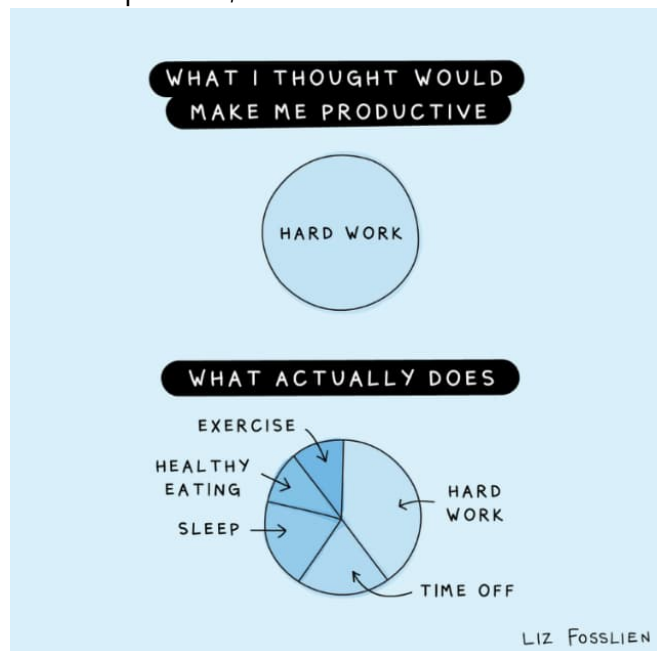 WHAT I THOUGHT WOULD
MAKE ME PRODUCTIVE
HARD WORK
WHAT ACTUALLY DOES
EXERCISE
HEALTHY
EATING
SLEEP
HARD
WORK
TIME OFF
LIZ FOSSLIEN